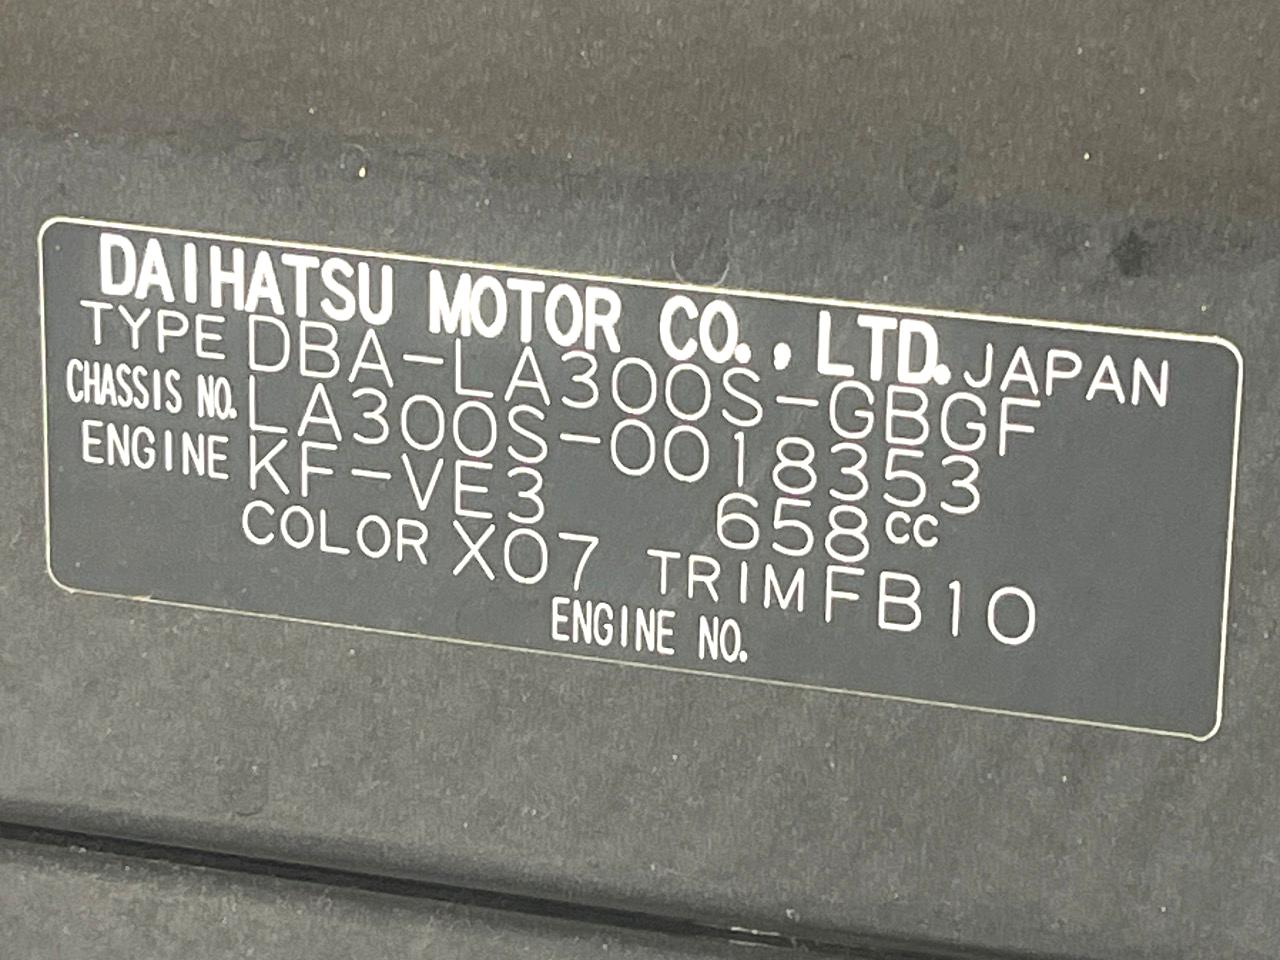 DAIHATSU MOTOR CO., LTD. JAPAN
TYPE DBA-LA300S-GBGF
CHASSIS NO. LA300S-0018353
ENGINE KF-VE3 658cc
COLOR X07 TRIM FB10
ENGINE NO.